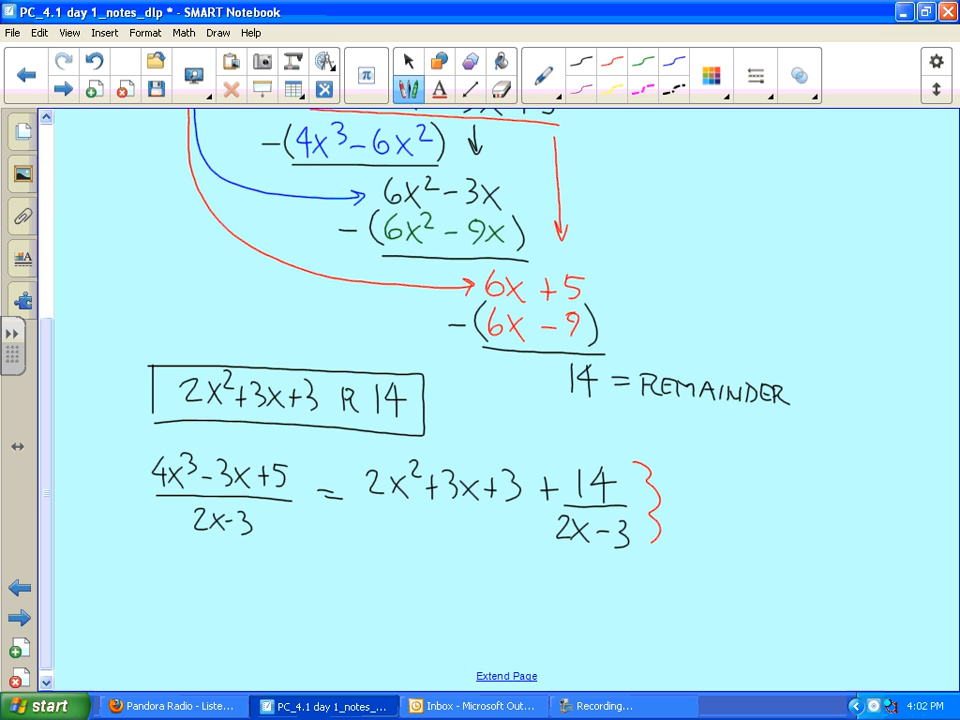 PC_4.1 day 1_notes_dlp * - SMART Notebook
File Edit View Insert Format Math Draw Help
-(4x³-6x²)
6x²-3x
-(6x²-9x)
6x+5
-(6x-9)
14 = REMAINDER
2x²+3x+3 R 14
4x³-3x+5
2x-3
= 2x²+3x+3 + 14
2x-3
Extend Page
start Pandora Radio - Liste... PC_4.1 day 1_notes_... Inbox - Microsoft Out... Recording... 4:02 PM